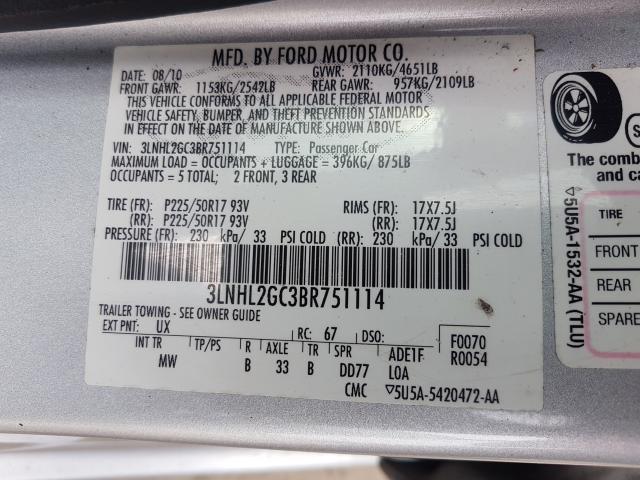 MFD. BY FORD MOTOR CO.
DATE: 08/10 GVWR: 2110KG/4651LB
FRONT GAWR: 1153KG/2542LB REAR GAWR: 957KG/2109LB
THIS VEHICLE CONFORMS TO ALL APPLICABLE FEDERAL MOTOR
VEHICLE SAFETY, BUMPER, AND THEFT PREVENTION STANDARDS
IN EFFECT ON THE DATE OF MANUFACTURE SHOWN ABOVE.
VIN: 3LNHL2GC3BR751114 TYPE: Passenger Car
MAXIMUM LOAD = OCCUPANTS + LUGGAGE = 396KG/ 875LB
OCCUPANTS = 5 TOTAL: 2 FRONT, 3 REAR
TIRE (FR): P225/50R17 93V RIMS (FR): 17X7.5J
(RR): P225/50R17 93V (RR): 17X7.5J
PRESSURE (FR): 230 kPa/ 33 PSI COLD (RR): 230 kPa/ 33 PSI COLD
3LNHL2GC3BR751114
TRAILER TOWING - SEE OWNER GUIDE
EXT PNT: UX RC: 67 DSO: F0070
INT TR TP/PS R AXLE TR SPR ADE1F R0054
MW B 33 B DD77 LOA
CMC ▽5U5A-5420472-AA
The comb
and ca
▽5U5A-1532-AA (TLU)
TIRE
FRONT
REAR
SPARE